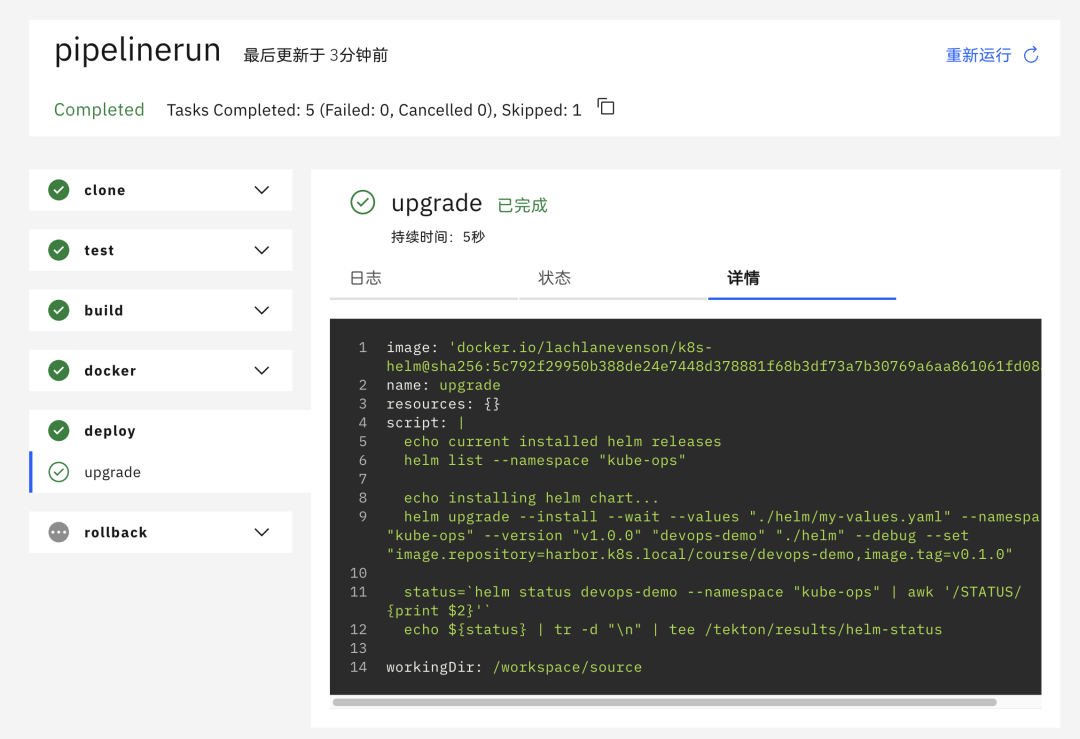 pipelinerun 最后更新于 3分钟前
重新运行
Completed Tasks Completed: 5 (Failed: 0, Cancelled 0), Skipped: 1
clone
test
build
docker
deploy
upgrade
rollback
upgrade 已完成
持续时间: 5秒
日志 状态 详情
1 image: 'docker.io/lachlanevenson/k8s-
helm@sha256:5c792f29950b388de24e7448d378881f68b3df73a7b30769a6aa861061fd08
2 name: upgrade
3 resources: {}
4 script: |
5 echo current installed helm releases
6 helm list --namespace "kube-ops"
7
8 echo installing helm chart...
9 helm upgrade --install --wait --values "./helm/my-values.yaml" --namespa
"kube-ops" --version "v1.0.0" "devops-demo" "./helm" --debug --set
"image.repository=harbor.k8s.local/course/devops-demo,image.tag=v0.1.0"
10
11 status=`helm status devops-demo --namespace "kube-ops" | awk '/STATUS/
{print $2}'`
12 echo ${status} | tr -d "\n" | tee /tekton/results/helm-status
13
14 workingDir: /workspace/source